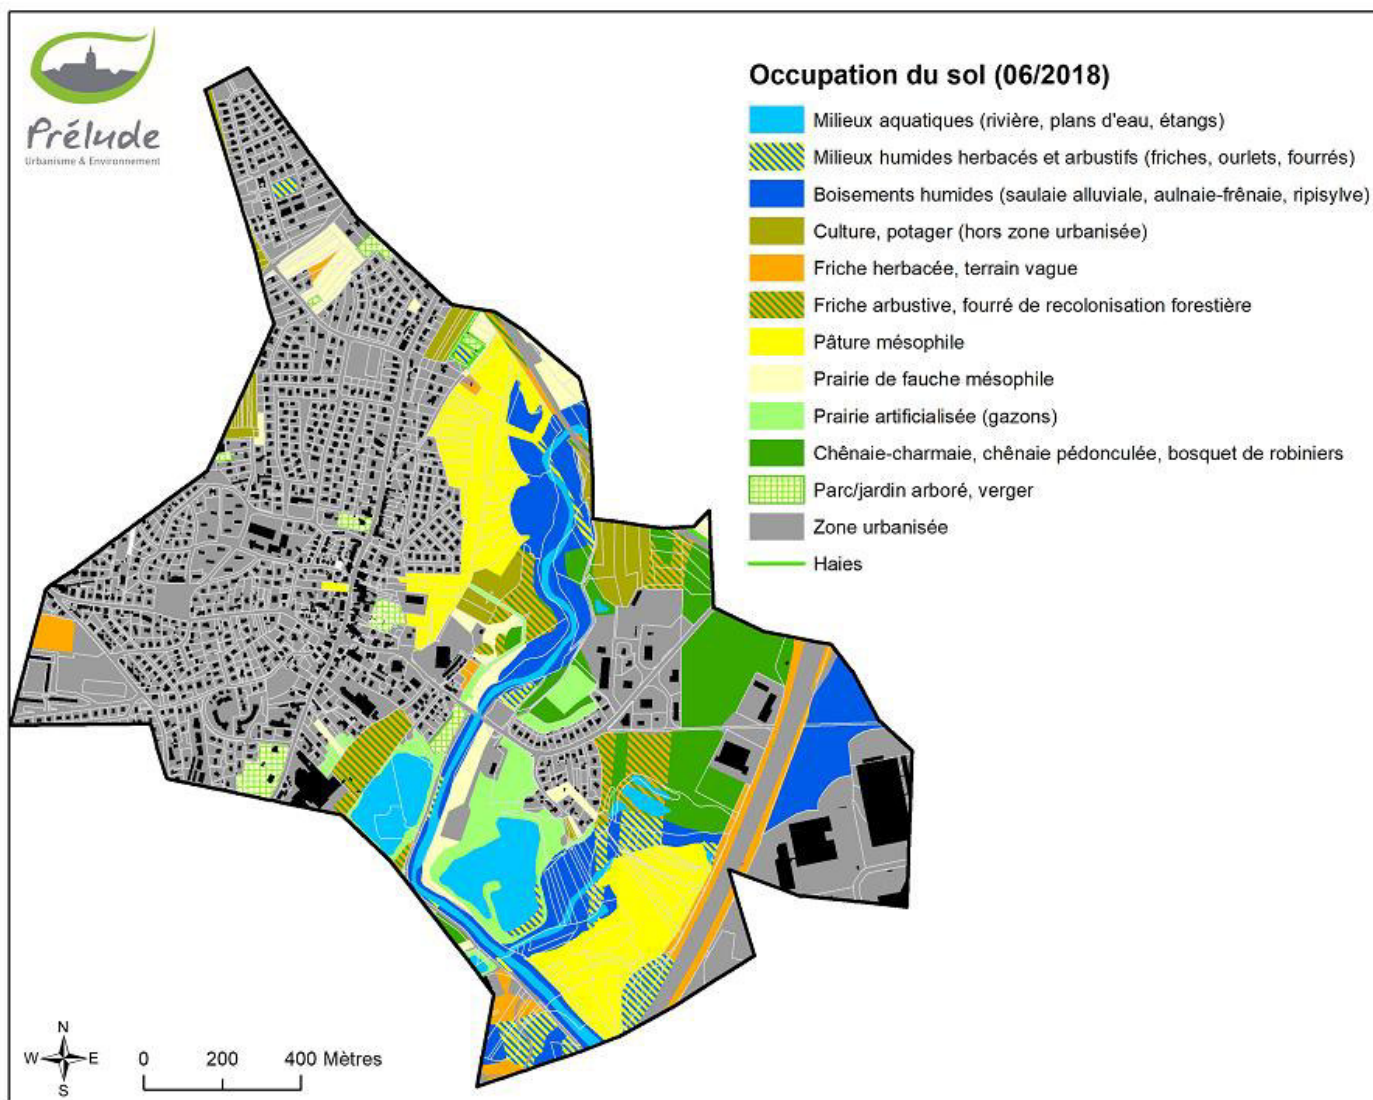 Prélude
Urbanisme & Environnement
Occupation du sol (06/2018)
Milieux aquatiques (rivière, plans d'eau, étangs)
Milieux humides herbacés et arbustifs (friches, ourlets, fourrés)
Boisements humides (saulaie alluviale, aulnaie-frênaie, ripisylve)
Culture, potager (hors zone urbanisée)
Friche herbacée, terrain vague
Friche arbustive, fourré de recolonisation forestière
Pâture mésophile
Prairie de fauche mésophile
Prairie artificialisée (gazons)
Chênaie-charmaie, chênaie pédonculée, bosquet de robiniers
Parc/jardin arboré, verger
Zone urbanisée
Haies
N
W E
S
0 200 400 Mètres